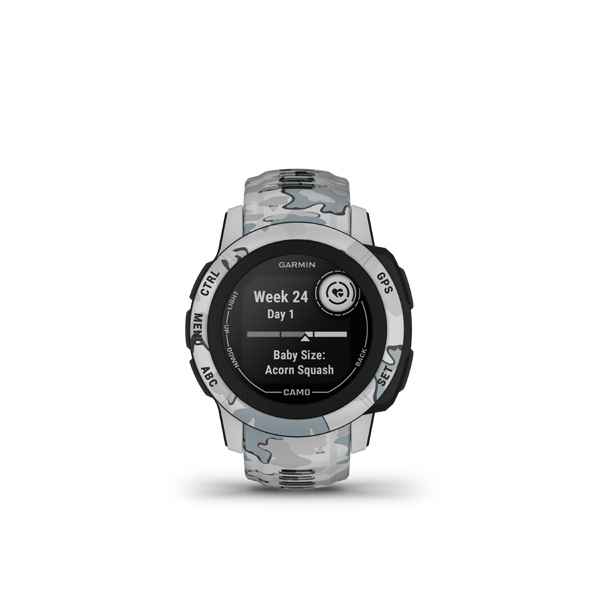 GARMIN
Week 24
Day 1
Baby Size:
Acorn Squash
CAMO
CTRL
LIGHT
MENU
UP
DOWN
ABC
GPS
BACK
SET